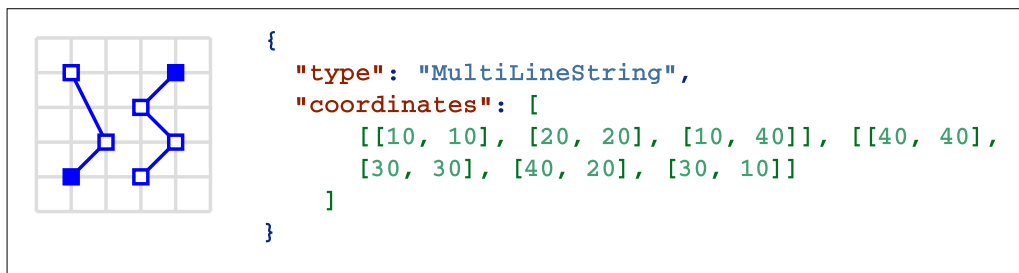 {
"type": "MultiLineString",
"coordinates": [
[[10, 10], [20, 20], [10, 40]], [[40, 40],
[30, 30], [40, 20], [30, 10]]
]
}